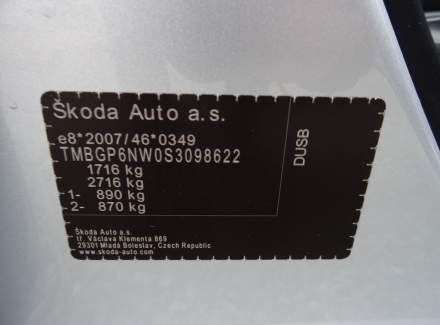 Škoda Auto a.s.
e8*2007/46*0349
TMBGP6NW0S3098622
1716 kg
2716 kg
1- 890 kg
2- 870 kg
DUSB
Škoda Auto a.s.
tř. Václava Klementa 869
29301 Mladá Boleslav, Czech Republic
www.skoda-auto.com